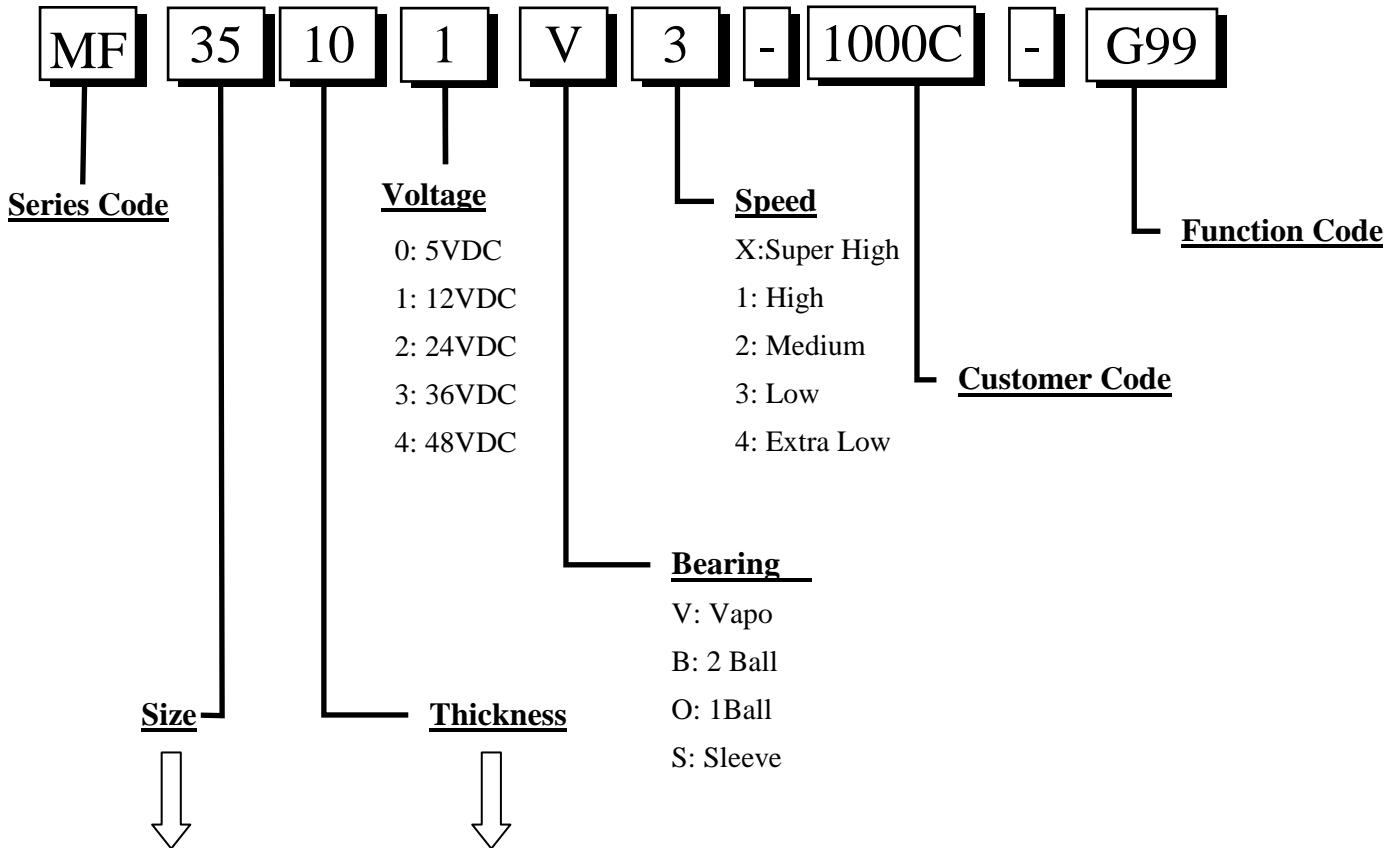 MF 35 10 1 V 3 - 1000C - G99
Series Code
Voltage
0: 5VDC
1: 12VDC
2: 24VDC
3: 36VDC
4: 48VDC
Speed
X:Super High
1: High
2: Medium
3: Low
4: Extra Low
Function Code
Customer Code
Bearing
V: Vapo
B: 2 Ball
O: 1Ball
S: Sleeve
Size
Thickness